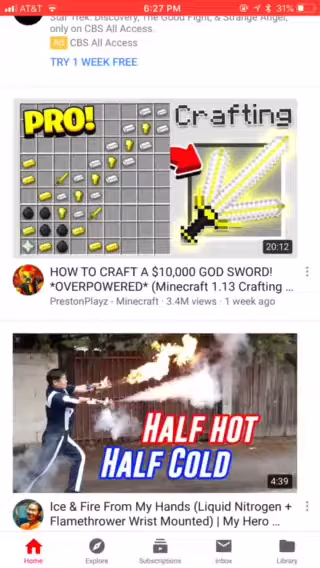 AT&T 6:27 PM 31%
Star Trek: Discovery, The Good Fight, & Strange Angel,
only on CBS All Access.
Ad CBS All Access
TRY 1 WEEK FREE
PRO!
Crafting
20:12
HOW TO CRAFT A $10,000 GOD SWORD!
*OVERPOWERED* (Minecraft 1.13 Crafting ...
PrestonPlayz - Minecraft · 3.4M views · 1 week ago
HALF HOT
HALF COLD
4:39
Ice & Fire From My Hands (Liquid Nitrogen +
Flamethrower Wrist Mounted) | My Hero ...
Home Explore Subscriptions Inbox Library